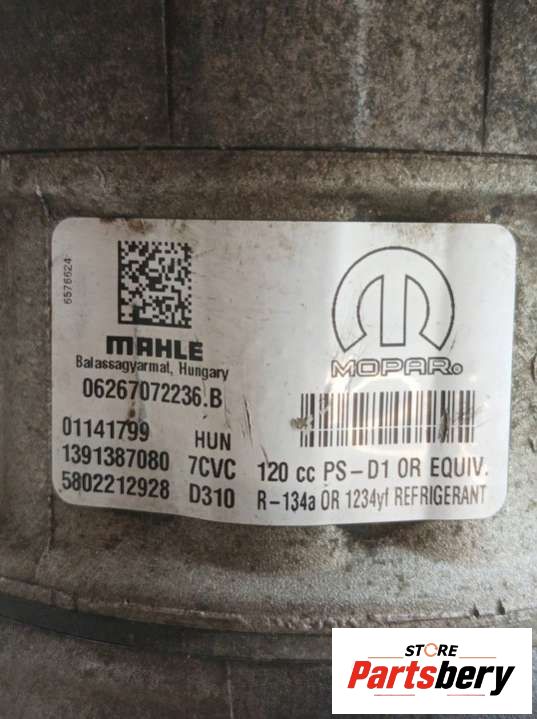 6576624
MAHLE
Balassagyarmat, Hungary
06267072236.B
01141799 HUN
1391387080 7CVC
5802212928 D310
MOPAR®
120 cc PS-D1 OR EQUIV.
R-134a OR 1234yf REFRIGERANT
STORE
Partsbery